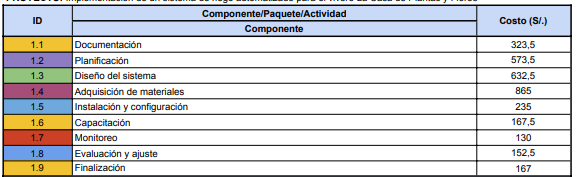 ID Componente/Paquete/Actividad Costo (S/.)
Componente
1.1 Documentación 323,5
1.2 Planificación 573,5
1.3 Diseño del sistema 632,5
1.4 Adquisición de materiales 865
1.5 Instalación y configuración 235
1.6 Capacitación 167,5
1.7 Monitoreo 130
1.8 Evaluación y ajuste 152,5
1.9 Finalización 167